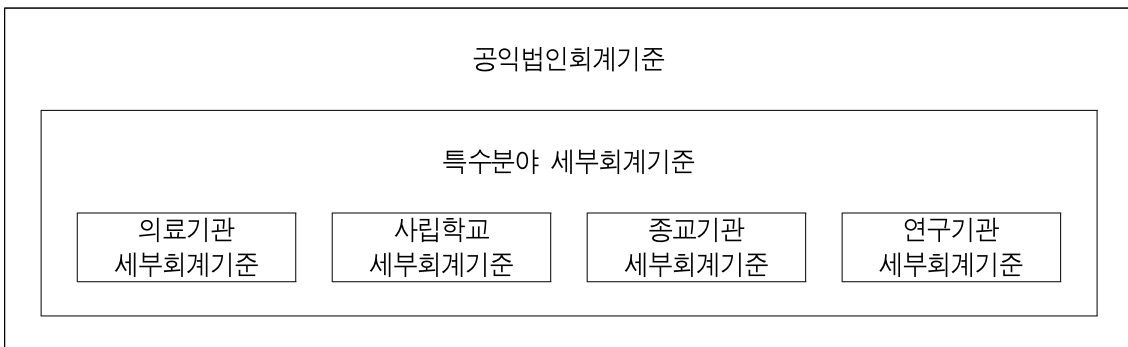 공익법인회계기준
특수분야 세부회계기준
의료기관
세부회계기준
사립학교
세부회계기준
종교기관
세부회계기준
연구기관
세부회계기준